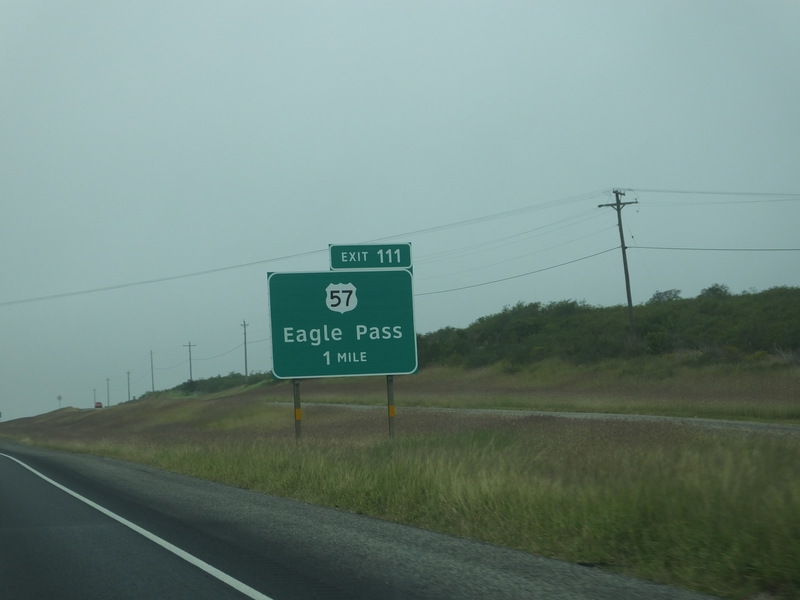 EXIT 111
57
Eagle Pass
1 MILE